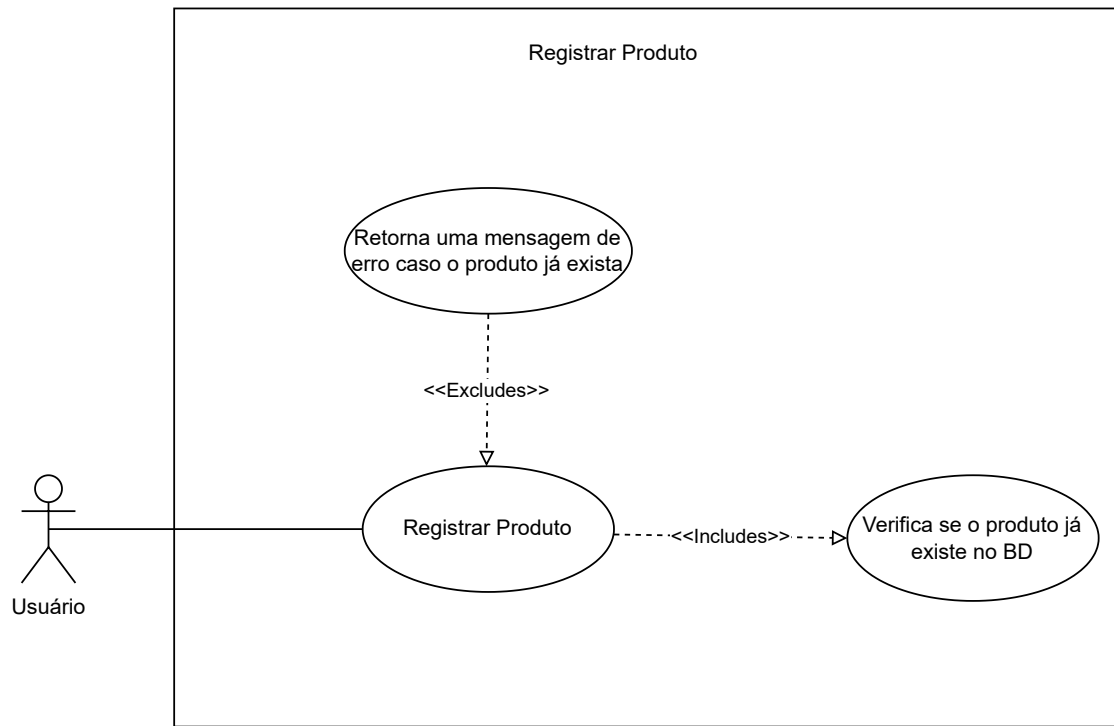 Registrar Produto
Retorna uma mensagem de
erro caso o produto já exista
<<Excludes>>
Registrar Produto
<<Includes>>
Verifica se o produto já
existe no BD
Usuário